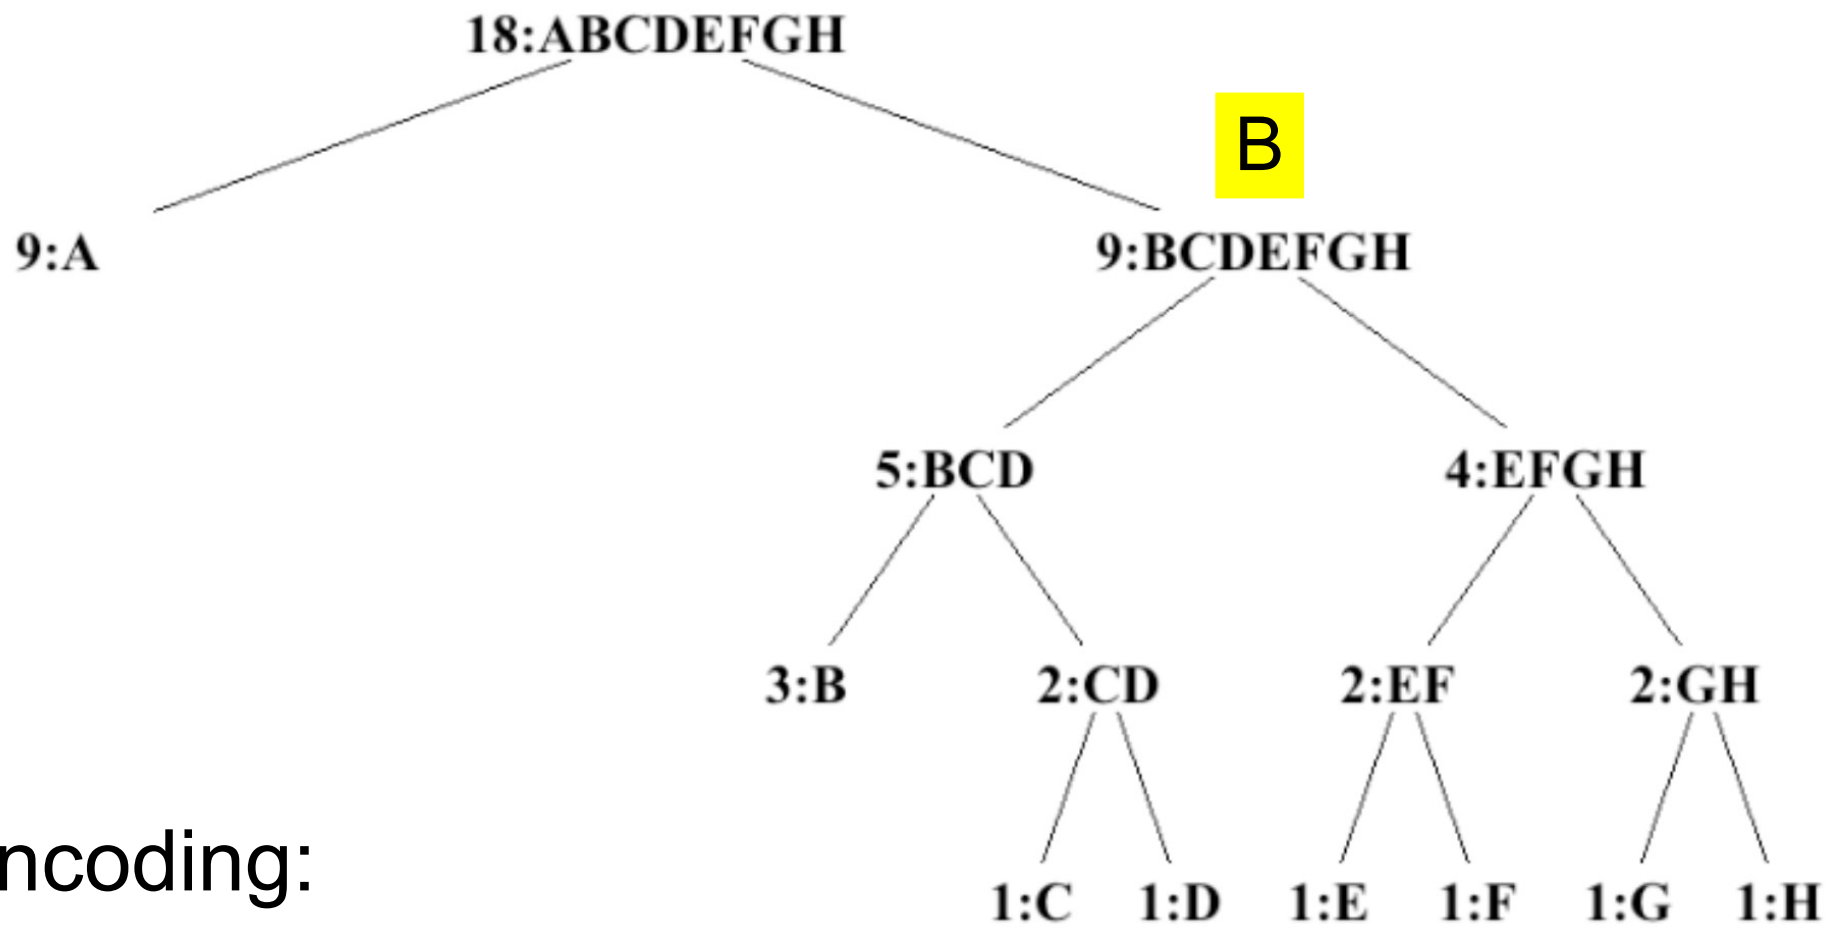 18:ABCDEFGH
B
9:A 9:BCDEFGH
5:BCD 4:EFGH
3:B 2:CD 2:EF 2:GH
ncoding:
1:C 1:D 1:E 1:F 1:G 1:H